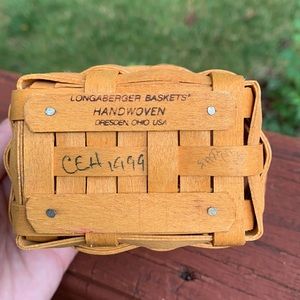 LONGABERGER BASKETS®
HANDWOVEN
DRESDEN, OHIO USA
CEH 1999